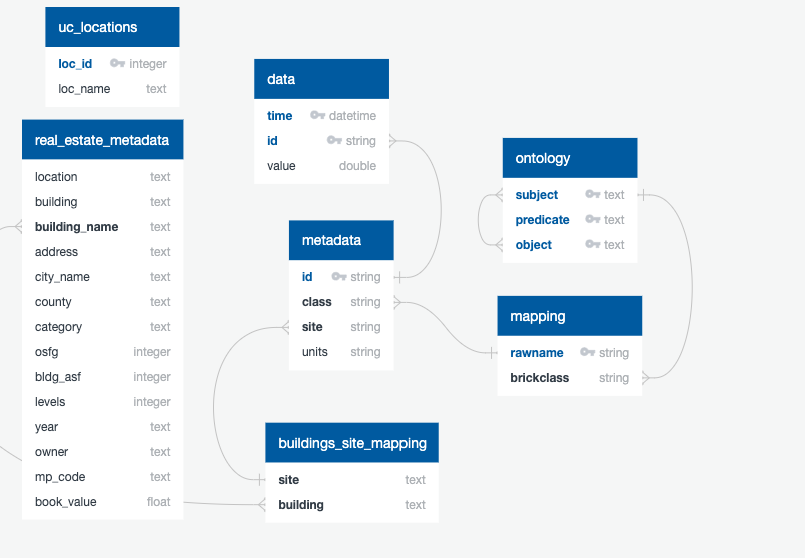 uc_locations
loc_id integer
loc_name text
real_estate_metadata
location text
building text
building_name text
address text
city_name text
county text
category text
osfg integer
bldg_asf integer
levels integer
year text
owner text
mp_code text
book_value float
data
time datetime
id string
value double
metadata
id string
class string
site string
units string
buildings_site_mapping
site text
building text
ontology
subject text
predicate text
object text
mapping
rawname string
brickclass string